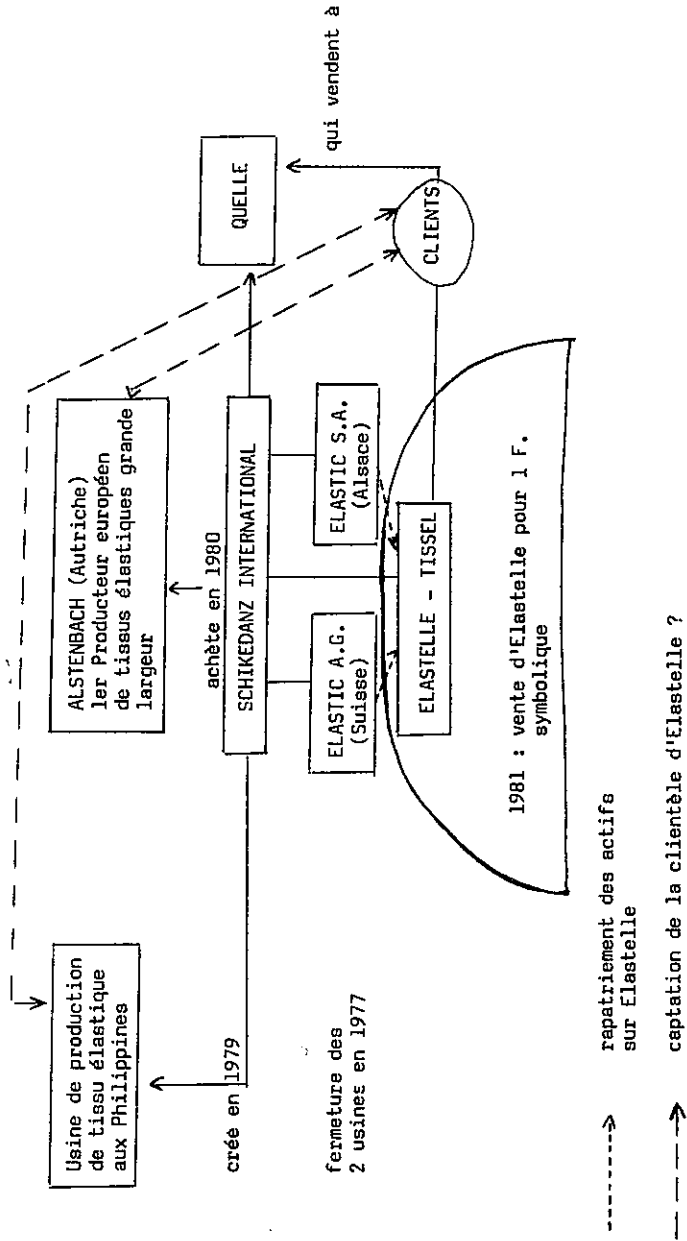 Usine de production
de tissu élastique
aux Philippines
crée en 1979
fermeture des
2 usines en 1977
ALSTENBACH (Autriche)
1er Producteur européen
de tissus élastiques grande
largeur
achète en 1980
SCHIKEDANZ INTERNATIONAL
QUELLE
ELASTIC A.G.
(Suisse)
ELASTIC S.A.
(Alsace)
ELASTELLE - TISSEL
CLIENTS
qui vendent à
1981 : vente d'Elastelle pour 1 F.
symbolique
rapatriement des actifs
sur Elastelle
captation de la clientèle d'Elastelle ?